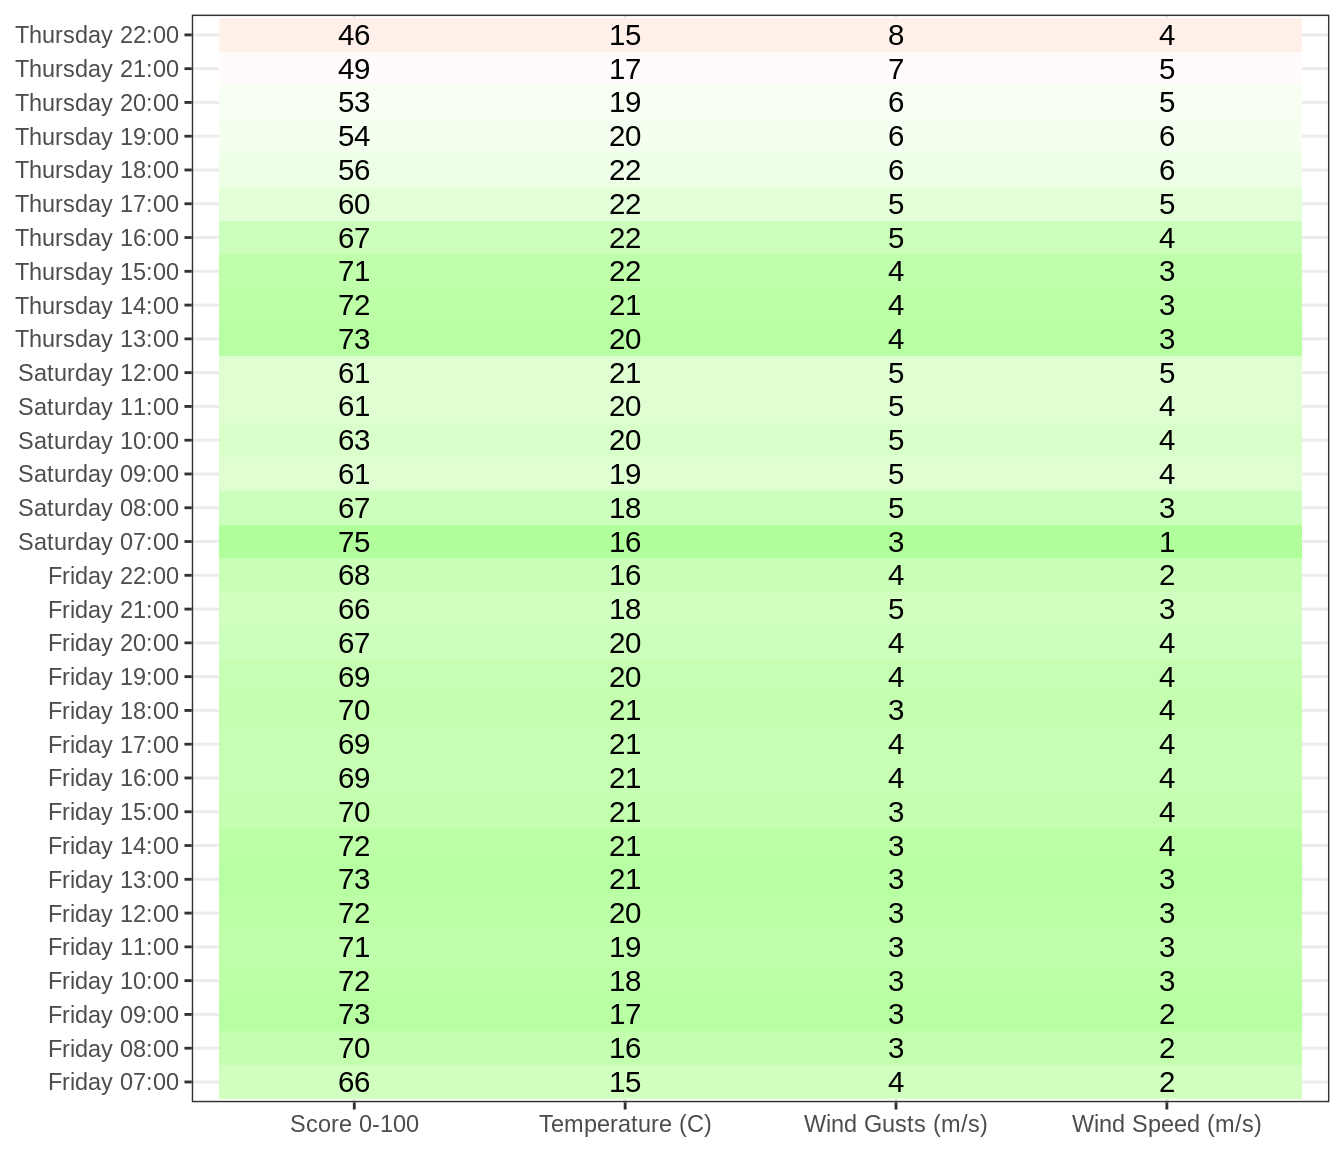 Thursday 22:00 46 15 8 4
Thursday 21:00 49 17 7 5
Thursday 20:00 53 19 6 5
Thursday 19:00 54 20 6 6
Thursday 18:00 56 22 6 6
Thursday 17:00 60 22 5 5
Thursday 16:00 67 22 5 4
Thursday 15:00 71 22 4 3
Thursday 14:00 72 21 4 3
Thursday 13:00 73 20 4 3
Saturday 12:00 61 21 5 5
Saturday 11:00 61 20 5 4
Saturday 10:00 63 20 5 4
Saturday 09:00 61 19 5 4
Saturday 08:00 67 18 5 3
Saturday 07:00 75 16 3 1
Friday 22:00 68 16 4 2
Friday 21:00 66 18 5 3
Friday 20:00 67 20 4 4
Friday 19:00 69 20 4 4
Friday 18:00 70 21 3 4
Friday 17:00 69 21 4 4
Friday 16:00 69 21 4 4
Friday 15:00 70 21 3 4
Friday 14:00 72 21 3 4
Friday 13:00 73 21 3 3
Friday 12:00 72 20 3 3
Friday 11:00 71 19 3 3
Friday 10:00 72 18 3 3
Friday 09:00 73 17 3 2
Friday 08:00 70 16 3 2
Friday 07:00 66 15 4 2
Score 0-100 Temperature (C) Wind Gusts (m/s) Wind Speed (m/s)